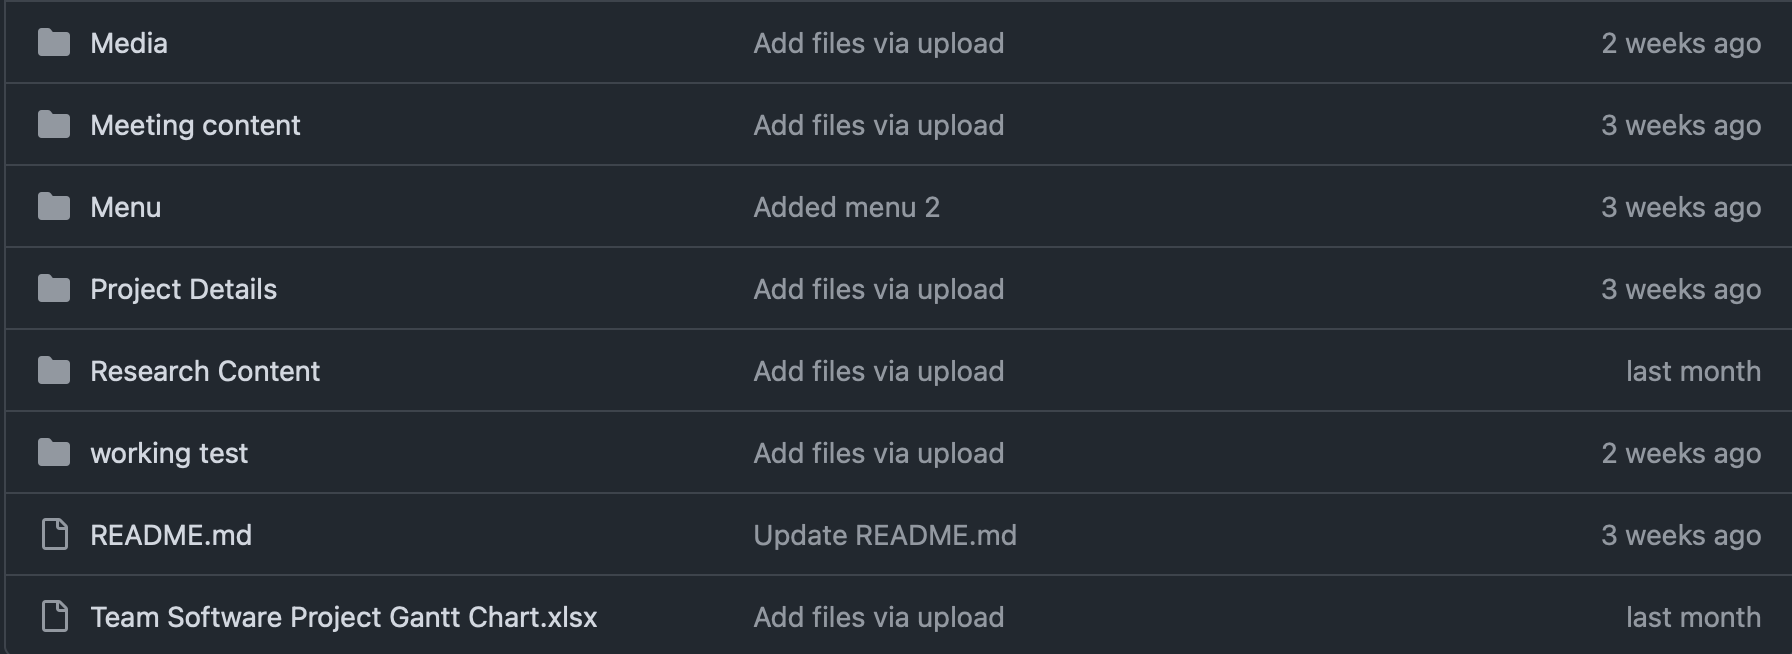 Media Add files via upload 2 weeks ago
Meeting content Add files via upload 3 weeks ago
Menu Added menu 2 3 weeks ago
Project Details Add files via upload 3 weeks ago
Research Content Add files via upload last month
working test Add files via upload 2 weeks ago
README.md Update README.md 3 weeks ago
Team Software Project Gantt Chart.xlsx Add files via upload last month